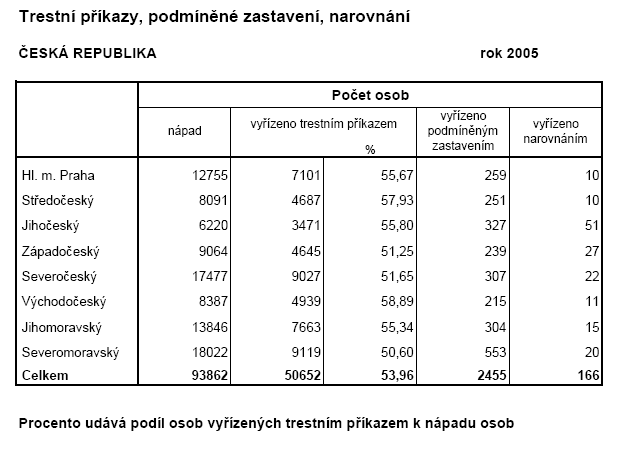 Trestní příkazy, podmíněné zastavení, narovnání
ČESKÁ REPUBLIKA rok 2005
Počet osob
nápad vyřízeno trestním příkazem % vyřízeno podmíněným zastavením vyřízeno narovnáním
Hl. m. Praha 12755 7101 55,67 259 10
Středočeský 8091 4687 57,93 251 10
Jihočeský 6220 3471 55,80 327 51
Západočeský 9064 4645 51,25 239 27
Severočeský 17477 9027 51,65 307 22
Východočeský 8387 4939 58,89 215 11
Jihomoravský 13846 7663 55,34 304 15
Severomoravský 18022 9119 50,60 553 20
Celkem 93862 50652 53,96 2455 166
Procento udává podíl osob vyřízených trestním příkazem k nápadu osob